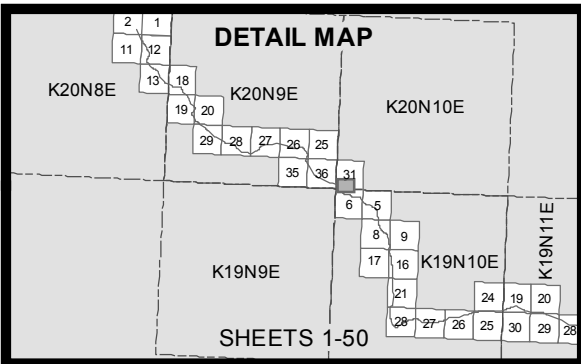 2 1
DETAIL MAP
11 12
K20N8E
13 18
K20N9E
K20N10E
19 20
29 28 27 26 25
35 36 31
6 5
K19N11E
8 9
K19N9E
17 16
K19N10E
21
24 19 20
28 27 26 25 30 29 28
SHEETS 1-50